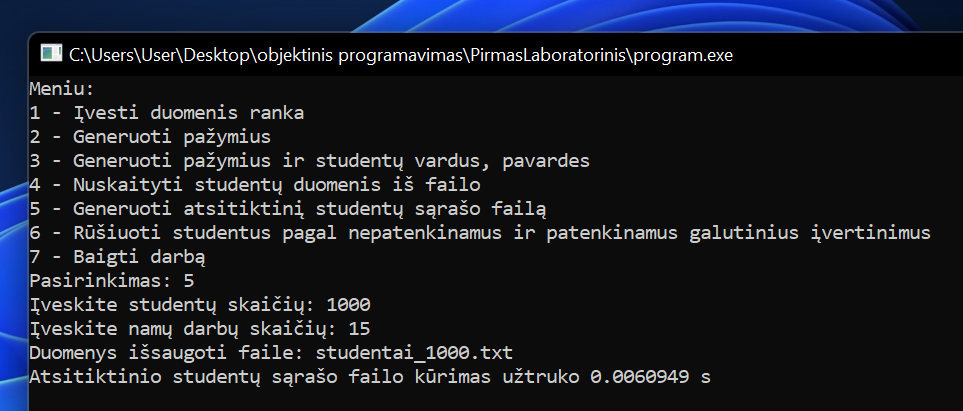 C:\Users\User\Desktop\objektinis programavimas\PirmasLaboratorinis\program.exe
Meniu:
1 - Įvesti duomenis ranka
2 - Generuoti pažymius
3 - Generuoti pažymius ir studentų vardus, pavardes
4 - Nuskaityti studentų duomenis iš failo
5 - Generuoti atsitiktinį studentų sąrašo failą
6 - Rūšiuoti studentus pagal nepatenkinamus ir patenkinamus galutinius įvertinimus
7 - Baigti darbą
Pasirinkimas: 5
Įveskite studentų skaičių: 1000
Įveskite namų darbų skaičių: 15
Duomenys išsaugoti faile: studentai_1000.txt
Atsitiktinio studentų sąrašo failo kūrimas užtruko 0.0060949 s